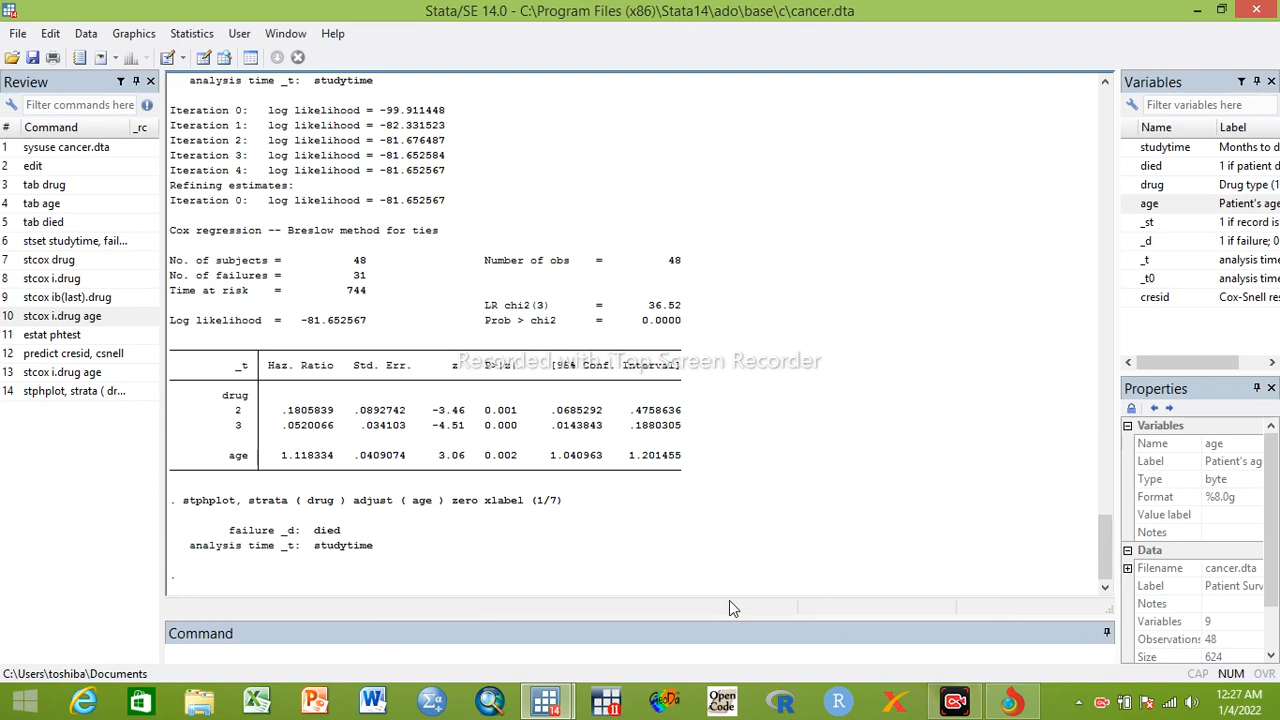 Stata/SE 14.0 - C:\Program Files (x86)\Stata14\ado\base\c\cancer.dta
File Edit Data Graphics Statistics User Window Help
Review
Filter commands here
# Command _rc
1 sysuse cancer.dta
2 edit
3 tab drug
4 tab age
5 tab died
6 stset studytime, fail...
7 stcox drug
8 stcox i.drug
9 stcox ib(last).drug
10 stcox i.drug age
11 estat phtest
12 predict cresid, csnell
13 stcox i.drug age
14 stphplot, strata ( dr...
analysis time _t: studytime
Iteration 0: log likelihood = -99.911448
Iteration 1: log likelihood = -82.331523
Iteration 2: log likelihood = -81.676487
Iteration 3: log likelihood = -81.652584
Iteration 4: log likelihood = -81.652567
Refining estimates:
Iteration 0: log likelihood = -81.652567
Cox regression -- Breslow method for ties
No. of subjects = 48 Number of obs = 48
No. of failures = 31
Time at risk = 744
LR chi2(3) = 36.52
Log likelihood = -81.652567 Prob > chi2 = 0.0000
Recorded with iTop Screen Recorder
_t Haz. Ratio Std. Err. z P>|z| [95% Conf. Interval]
drug
2 .1805839 .0892742 -3.46 0.001 .0685292 .4758636
3 .0520066 .034103 -4.51 0.000 .0143843 .1880305
age 1.118334 .0409074 3.06 0.002 1.040963 1.201455
. stphplot, strata ( drug ) adjust ( age ) zero xlabel (1/7)
failure _d: died
analysis time _t: studytime
.
Command
Variables
Filter variables here
Name Label
studytime Months to d
died 1 if patient d
drug Drug type (1
age Patient's age
_st 1 if record is
_d 1 if failure; 0
_t analysis time
_t0 analysis time
cresid Cox-Snell res
Properties
Variables
Name age
Label Patient's ag
Type byte
Format %8.0g
Value label
Notes
Data
Filename cancer.dta
Label Patient Surv
Notes
Variables 9
Observations 48
Size 624
C:\Users\toshiba\Documents
CAP NUM OVR
14
11
GeoDa
Open Code
R
R
12:27 AM
1/4/2022